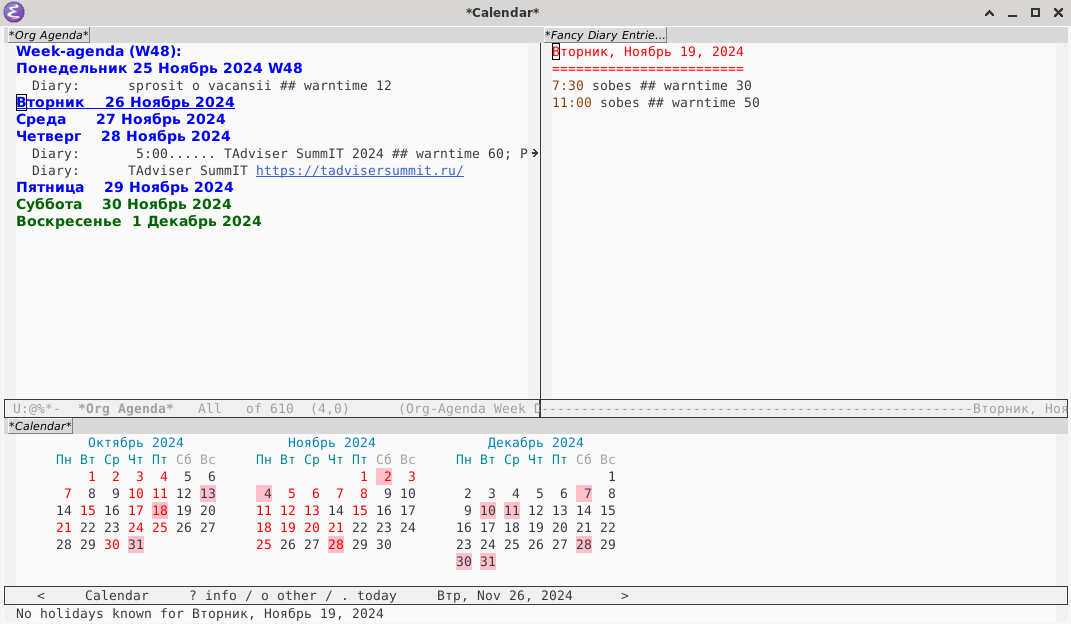 *Calendar*
*Org Agenda*
Week-agenda (W48):
Понедельник 25 Ноябрь 2024 W48
Diary: sprosit o vacansii ## warntime 12
Вторник 26 Ноябрь 2024
Среда 27 Ноябрь 2024
Четверг 28 Ноябрь 2024
Diary: 5:00...... TAdviser SummIT 2024 ## warntime 60; P
Diary: TAdviser SummIT https://tadvisersummit.ru/
Пятница 29 Ноябрь 2024
Суббота 30 Ноябрь 2024
Воскресенье 1 Декабрь 2024
U:@%*- *Org Agenda* All of 610 (4,0) (Org-Agenda Week D
*Fancy Diary Entrie...
Вторник, Ноябрь 19, 2024
========================
7:30 sobes ## warntime 30
11:00 sobes ## warntime 50
------------------------------------------------------Вторник, Ноя
*Calendar*
Октябрь 2024 Ноябрь 2024 Декабрь 2024
Пн Вт Ср Чт Пт Сб Вс Пн Вт Ср Чт Пт Сб Вс Пн Вт Ср Чт Пт Сб Вс
1 2 3 4 5 6 1 2 3 1
7 8 9 10 11 12 13 4 5 6 7 8 9 10 2 3 4 5 6 7 8
14 15 16 17 18 19 20 11 12 13 14 15 16 17 9 10 11 12 13 14 15
21 22 23 24 25 26 27 18 19 20 21 22 23 24 16 17 18 19 20 21 22
28 29 30 31 25 26 27 28 29 30 23 24 25 26 27 28 29
30 31
< Calendar ? info / o other / . today Втр, Nov 26, 2024 >
No holidays known for Вторник, Ноябрь 19, 2024